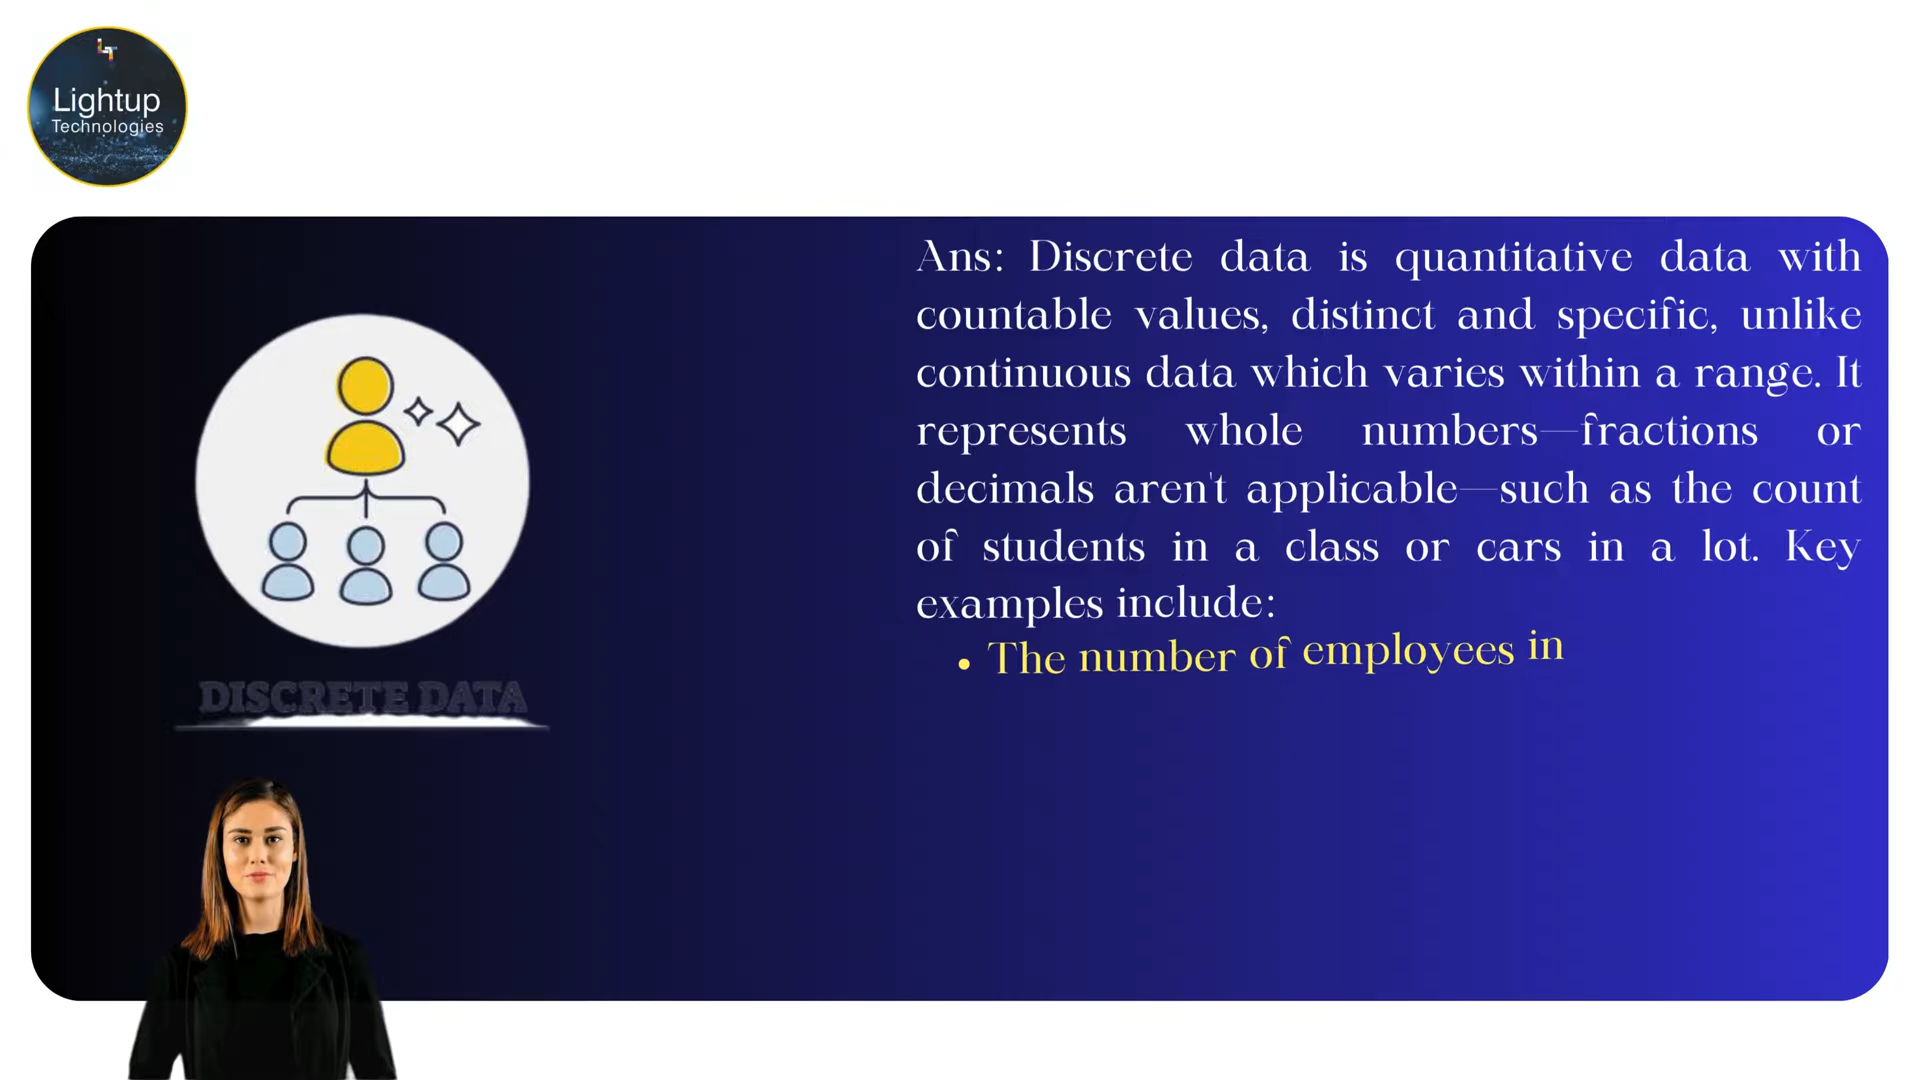 Lightup
Technologies
Ans: Discrete data is quantitative data with
countable values, distinct and specific, unlike
continuous data which varies within a range. It
represents whole numbers—fractions or
decimals aren't applicable—such as the count
of students in a class or cars in a lot. Key
examples include:
• The number of employees in
DISCRETE DATA